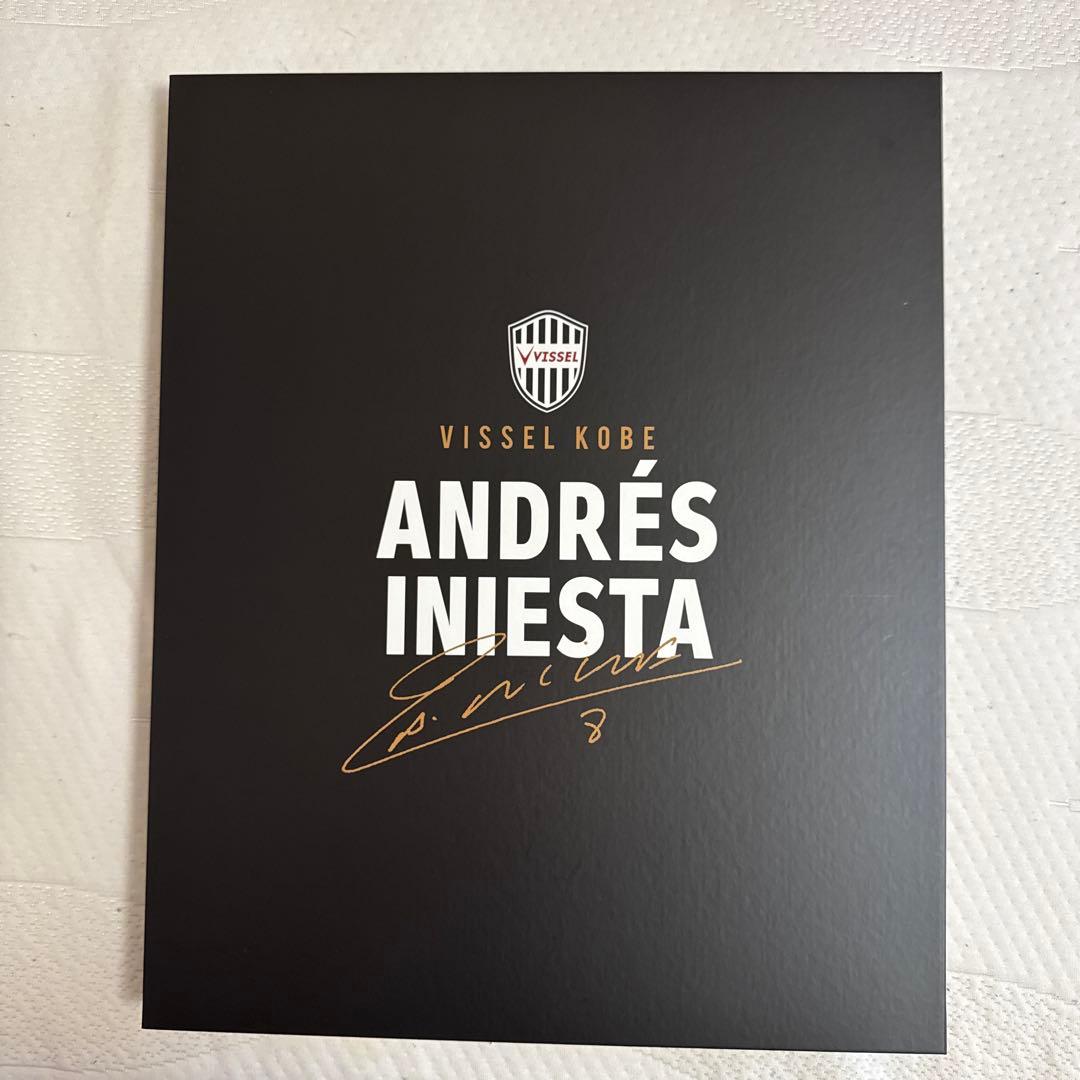 VISSEL
VISSEL KOBE
ANDRÉS
INIESTA
8